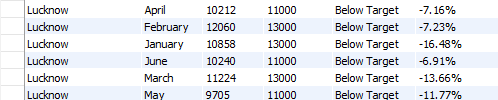 Lucknow April 10212 11000 Below Target -7.16%
Lucknow February 12060 13000 Below Target -7.23%
Lucknow January 10858 13000 Below Target -16.48%
Lucknow June 10240 11000 Below Target -6.91%
Lucknow March 11224 13000 Below Target -13.66%
Lucknow May 9705 11000 Below Target -11.77%